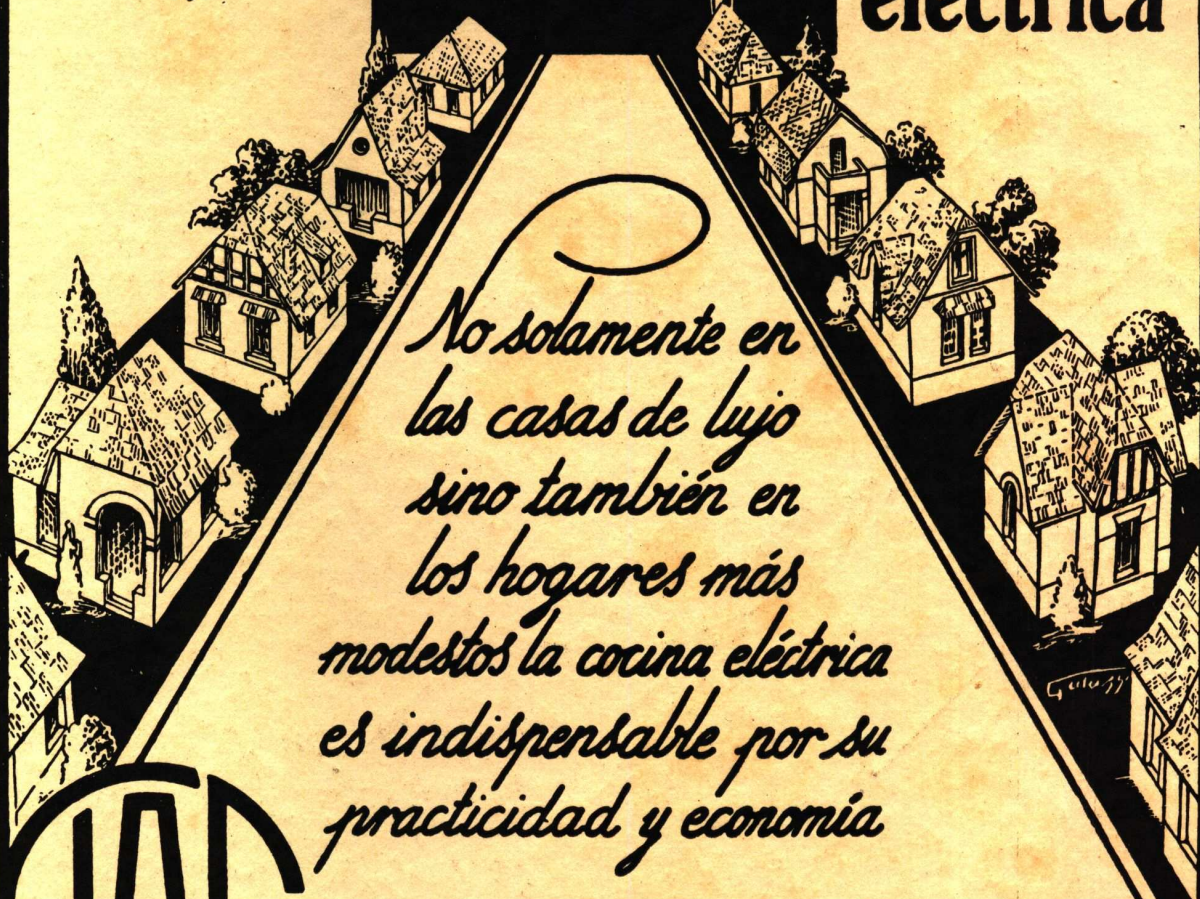 eléctrica
No solamente en
las casas de lujo
sino también en
los hogares más
modestos la cocina eléctrica
es indispensable por su
practicidad y economía